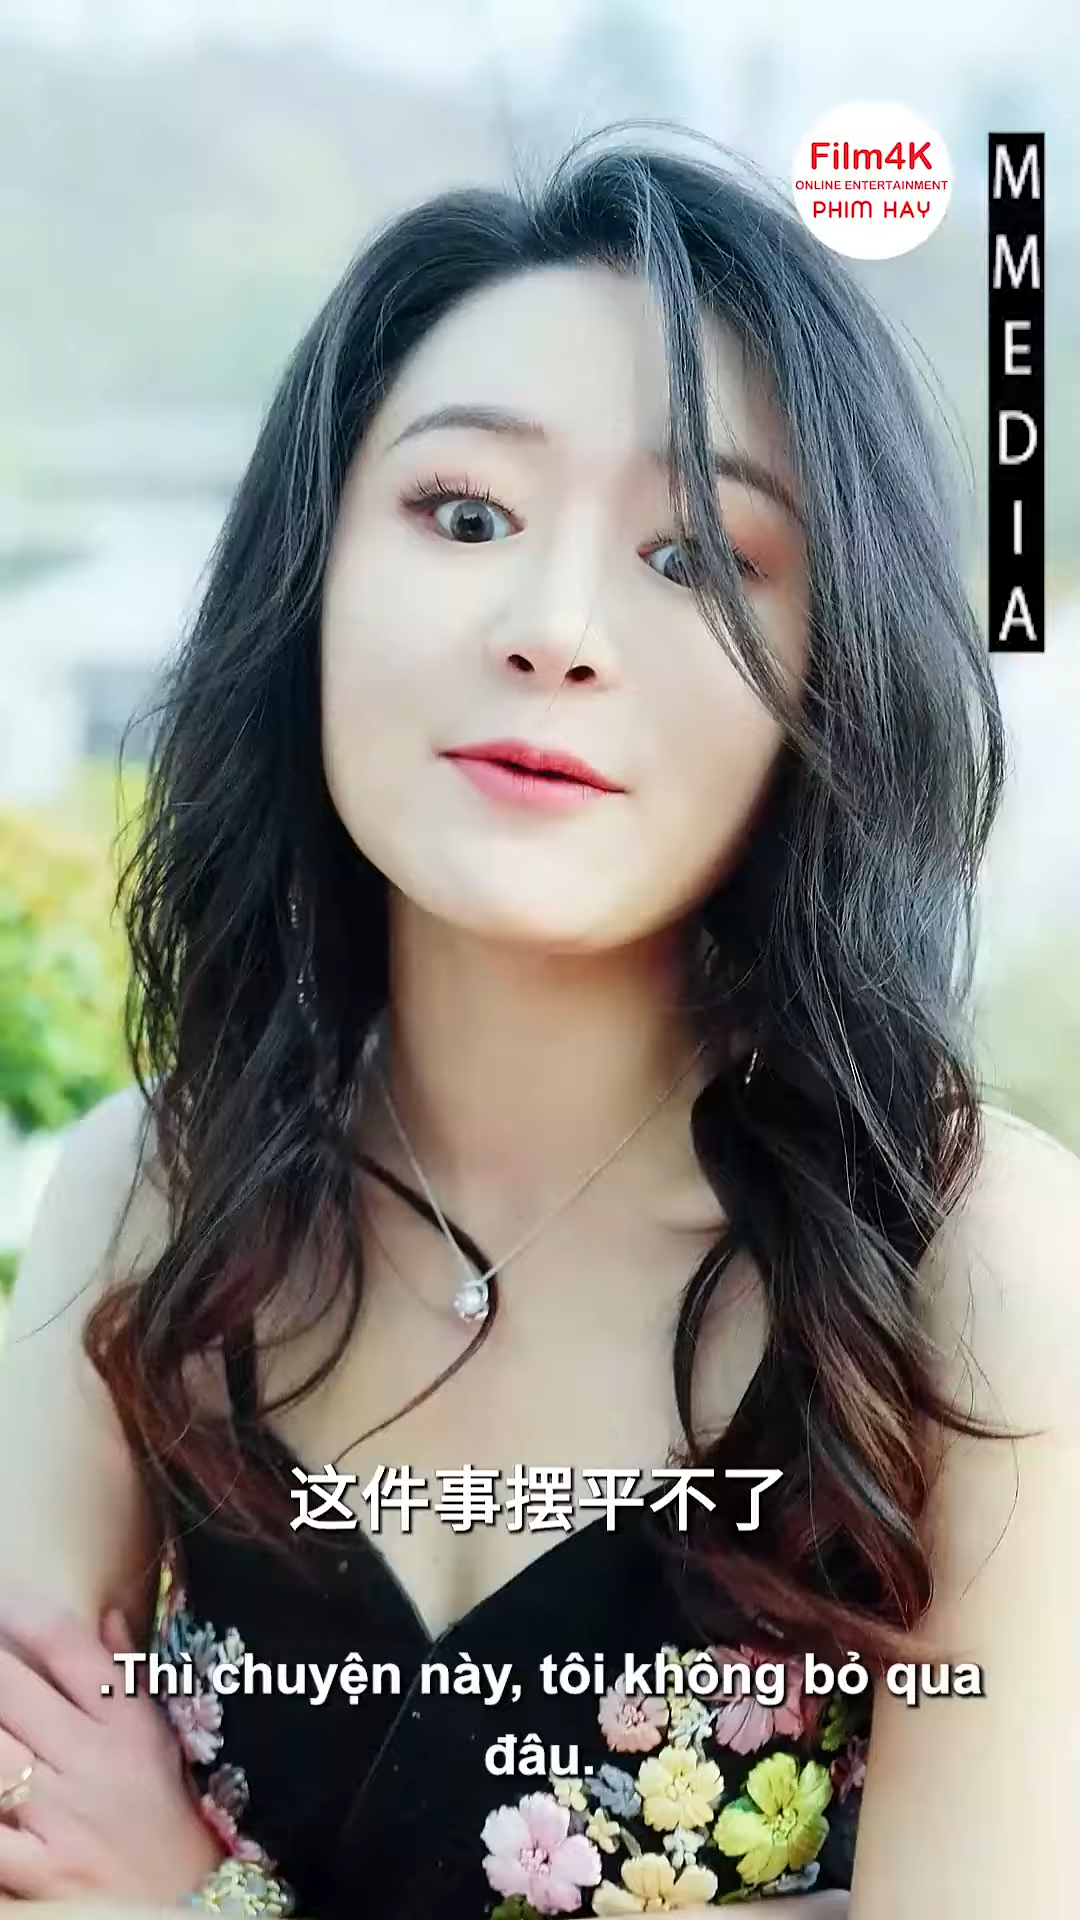 Film4K
ONLINE ENTERTAINMENT
PHIM HAY
MMEDIA
这件事摆平不了
.Thì chuyện này, tôi không bỏ qua
đâu.